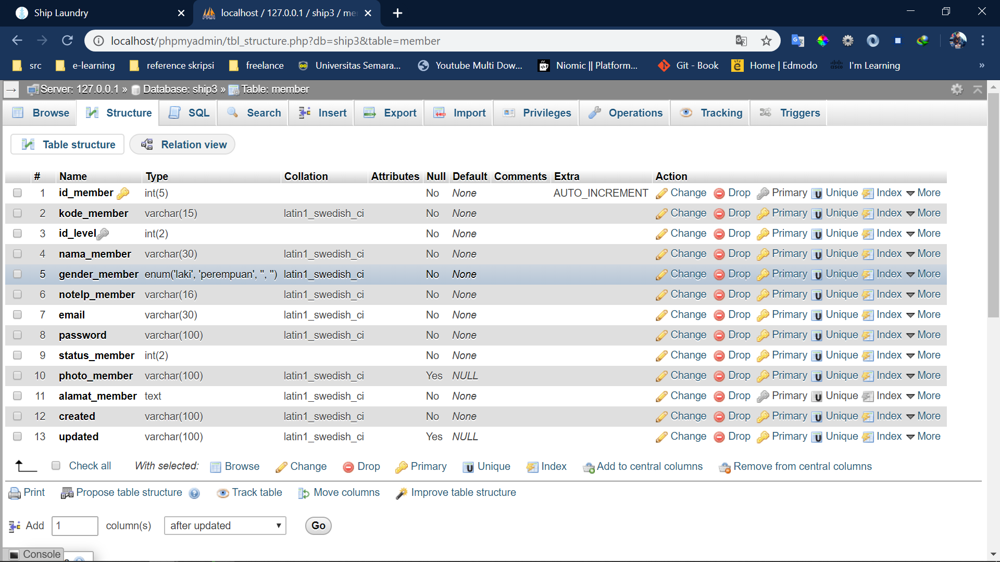 Ship Laundry
localhost / 127.0.0.1 / ship3 / me
localhost/phpmyadmin/tbl_structure.php?db=ship3&table=member
src e-learning reference skripsi freelance Universitas Semara... Youtube Multi Dow... Niomic || Platform... Git - Book Home | Edmodo I'm Learning »
Server: 127.0.0.1 » Database: ship3 » Table: member
Browse Structure SQL Search Insert Export Import Privileges Operations Tracking Triggers
Table structure Relation view
# Name Type Collation Attributes Null Default Comments Extra Action
1 id_member int(5) No None AUTO_INCREMENT Change Drop Primary Unique Index More
2 kode_member varchar(15) latin1_swedish_ci No None Change Drop Primary Unique Index More
3 id_level int(2) No None Change Drop Primary Unique Index More
4 nama_member varchar(30) latin1_swedish_ci No None Change Drop Primary Unique Index More
5 gender_member enum('laki', 'perempuan', '', '') latin1_swedish_ci No None Change Drop Primary Unique Index More
6 notelp_member varchar(16) latin1_swedish_ci No None Change Drop Primary Unique Index More
7 email varchar(30) latin1_swedish_ci No None Change Drop Primary Unique Index More
8 password varchar(100) latin1_swedish_ci No None Change Drop Primary Unique Index More
9 status_member int(2) No None Change Drop Primary Unique Index More
10 photo_member varchar(100) latin1_swedish_ci Yes NULL Change Drop Primary Unique Index More
11 alamat_member text latin1_swedish_ci No None Change Drop Primary Unique Index More
12 created varchar(100) latin1_swedish_ci No None Change Drop Primary Unique Index More
13 updated varchar(100) latin1_swedish_ci Yes NULL Change Drop Primary Unique Index More
Check all With selected: Browse Change Drop Primary Unique Index Add to central columns Remove from central columns
Print Propose table structure Track table Move columns Improve table structure
Add 1 column(s) after updated Go
Console